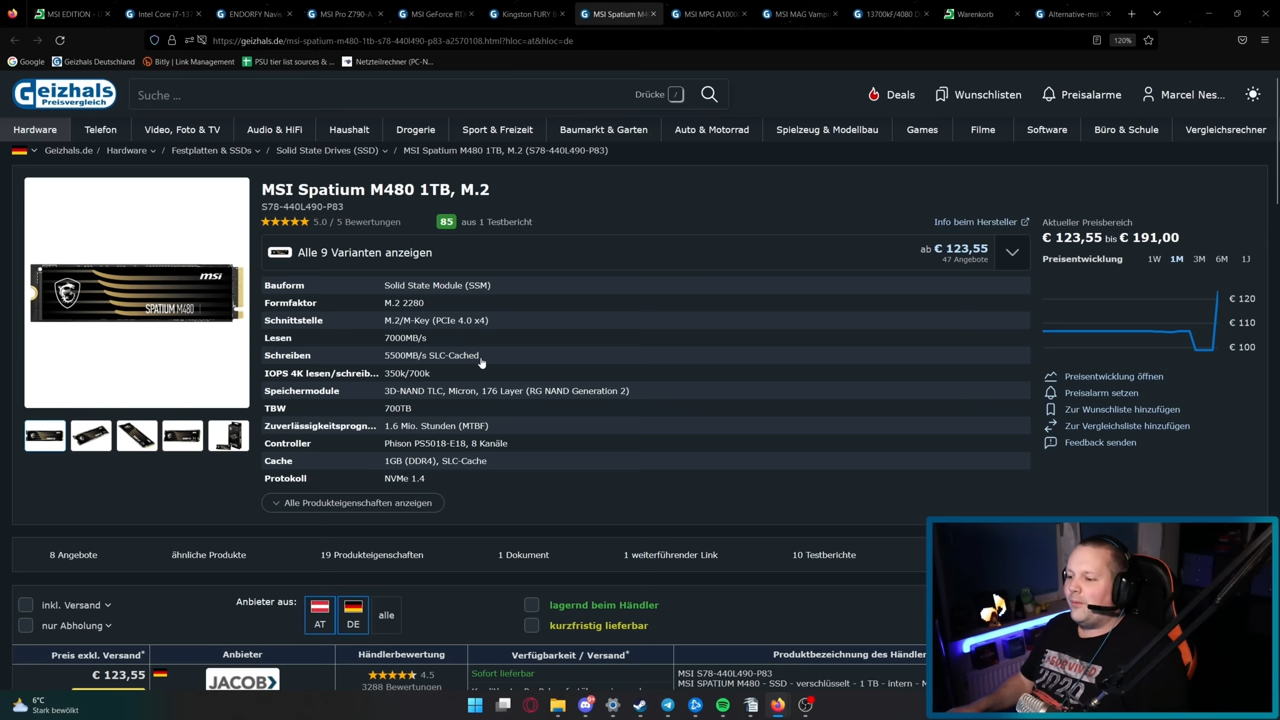 MSI EDITION - U
Intel Core i7-137
ENDORFY Navis
MSI Pro Z790-A
MSI GeForce RT
Kingston FURY B
MSI Spatium M4
MSI MPG A1000
MSI MAG Vamp
13700kf/4080 D
Warenkorb
Alternative-msi
https://geizhals.de/msi-spatium-m480-1tb-s78-440l490-p83-a2570108.html?hloc=at&hloc=de
120%
Google
Geizhals Deutschland
Bitly | Link Management
PSU tier list sources & ...
Netzteilrechner (PC-N...
Geizhals
Preisvergleich
Suche ...
Drücke /
Deals
Wunschlisten
Preisalarme
Marcel Nes...
Hardware
Telefon
Video, Foto & TV
Audio & HiFi
Haushalt
Drogerie
Sport & Freizeit
Baumarkt & Garten
Auto & Motorrad
Spielzeug & Modellbau
Games
Filme
Software
Büro & Schule
Vergleichsrechner
Geizhals.de / Hardware / Festplatten & SSDs / Solid State Drives (SSD) / MSI Spatium M480 1TB, M.2 (S78-440L490-P83)
MSI Spatium M480 1TB, M.2
S78-440L490-P83
5.0 / 5 Bewertungen
85 aus 1 Testbericht
Info beim Hersteller
Alle 9 Varianten anzeigen
ab € 123,55
47 Angebote
msi
SPATIUM M480
Bauform Solid State Module (SSM)
Formfaktor M.2 2280
Schnittstelle M.2/M-Key (PCIe 4.0 x4)
Lesen 7000MB/s
Schreiben 5500MB/s SLC-Cached
IOPS 4K lesen/schreib... 350k/700k
Speichermodule 3D-NAND TLC, Micron, 176 Layer (RG NAND Generation 2)
TBW 700TB
Zuverlässigkeitsprogn... 1.6 Mio. Stunden (MTBF)
Controller Phison PS5018-E18, 8 Kanäle
Cache 1GB (DDR4), SLC-Cache
Protokoll NVMe 1.4
Alle Produkteigenschaften anzeigen
Aktueller Preisbereich
€ 123,55 bis € 191,00
Preisentwicklung 1W 1M 3M 6M 1J
€ 120
€ 110
€ 100
Preisentwicklung öffnen
Preisalarm setzen
Zur Wunschliste hinzufügen
Zur Vergleichsliste hinzufügen
Feedback senden
8 Angebote
ähnliche Produkte
19 Produkteigenschaften
1 Dokument
1 weiterführender Link
10 Testberichte
inkl. Versand
nur Abholung
Anbieter aus:
AT
DE
alle
lagernd beim Händler
kurzfristig lieferbar
Preis exkl. Versand*
Anbieter
Händlerbewertung
Verfügbarkeit / Versand*
Produktbezeichnung des Händ
€ 123,55
JACOB
4.5
3288 Bewertungen
Sofort lieferbar
MSI S78-440L490-P83
MSI SPATIUM M480 - SSD - verschlüsselt - 1 TB - intern - M
I SURVIVED
2020
6°C
Stark bewölkt